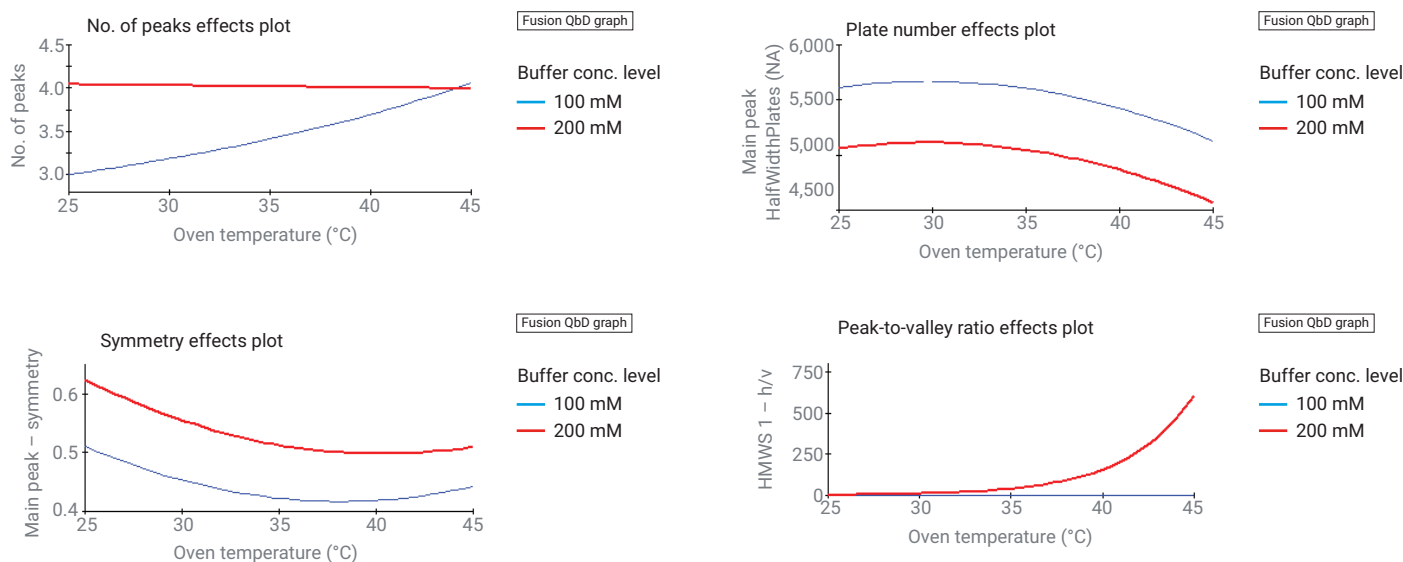 No. of peaks effects plot
Fusion QbD graph
No. of peaks
4.5
4.0
3.5
3.0
25
30
35
40
45
Oven temperature (°C)
Buffer conc. level
100 mM
200 mM
Plate number effects plot
Fusion QbD graph
Main peak
HalfWidthPlates (NA)
6,000
5,500
5,000
4,500
25
30
35
40
45
Oven temperature (°C)
Buffer conc. level
100 mM
200 mM
Symmetry effects plot
Fusion QbD graph
Main peak – symmetry
0.6
0.5
0.4
25
30
35
40
45
Oven temperature (°C)
Buffer conc. level
100 mM
200 mM
Peak-to-valley ratio effects plot
Fusion QbD graph
HMWS 1 – h/v
750
500
250
0
25
30
35
40
45
Oven temperature (°C)
Buffer conc. level
100 mM
200 mM